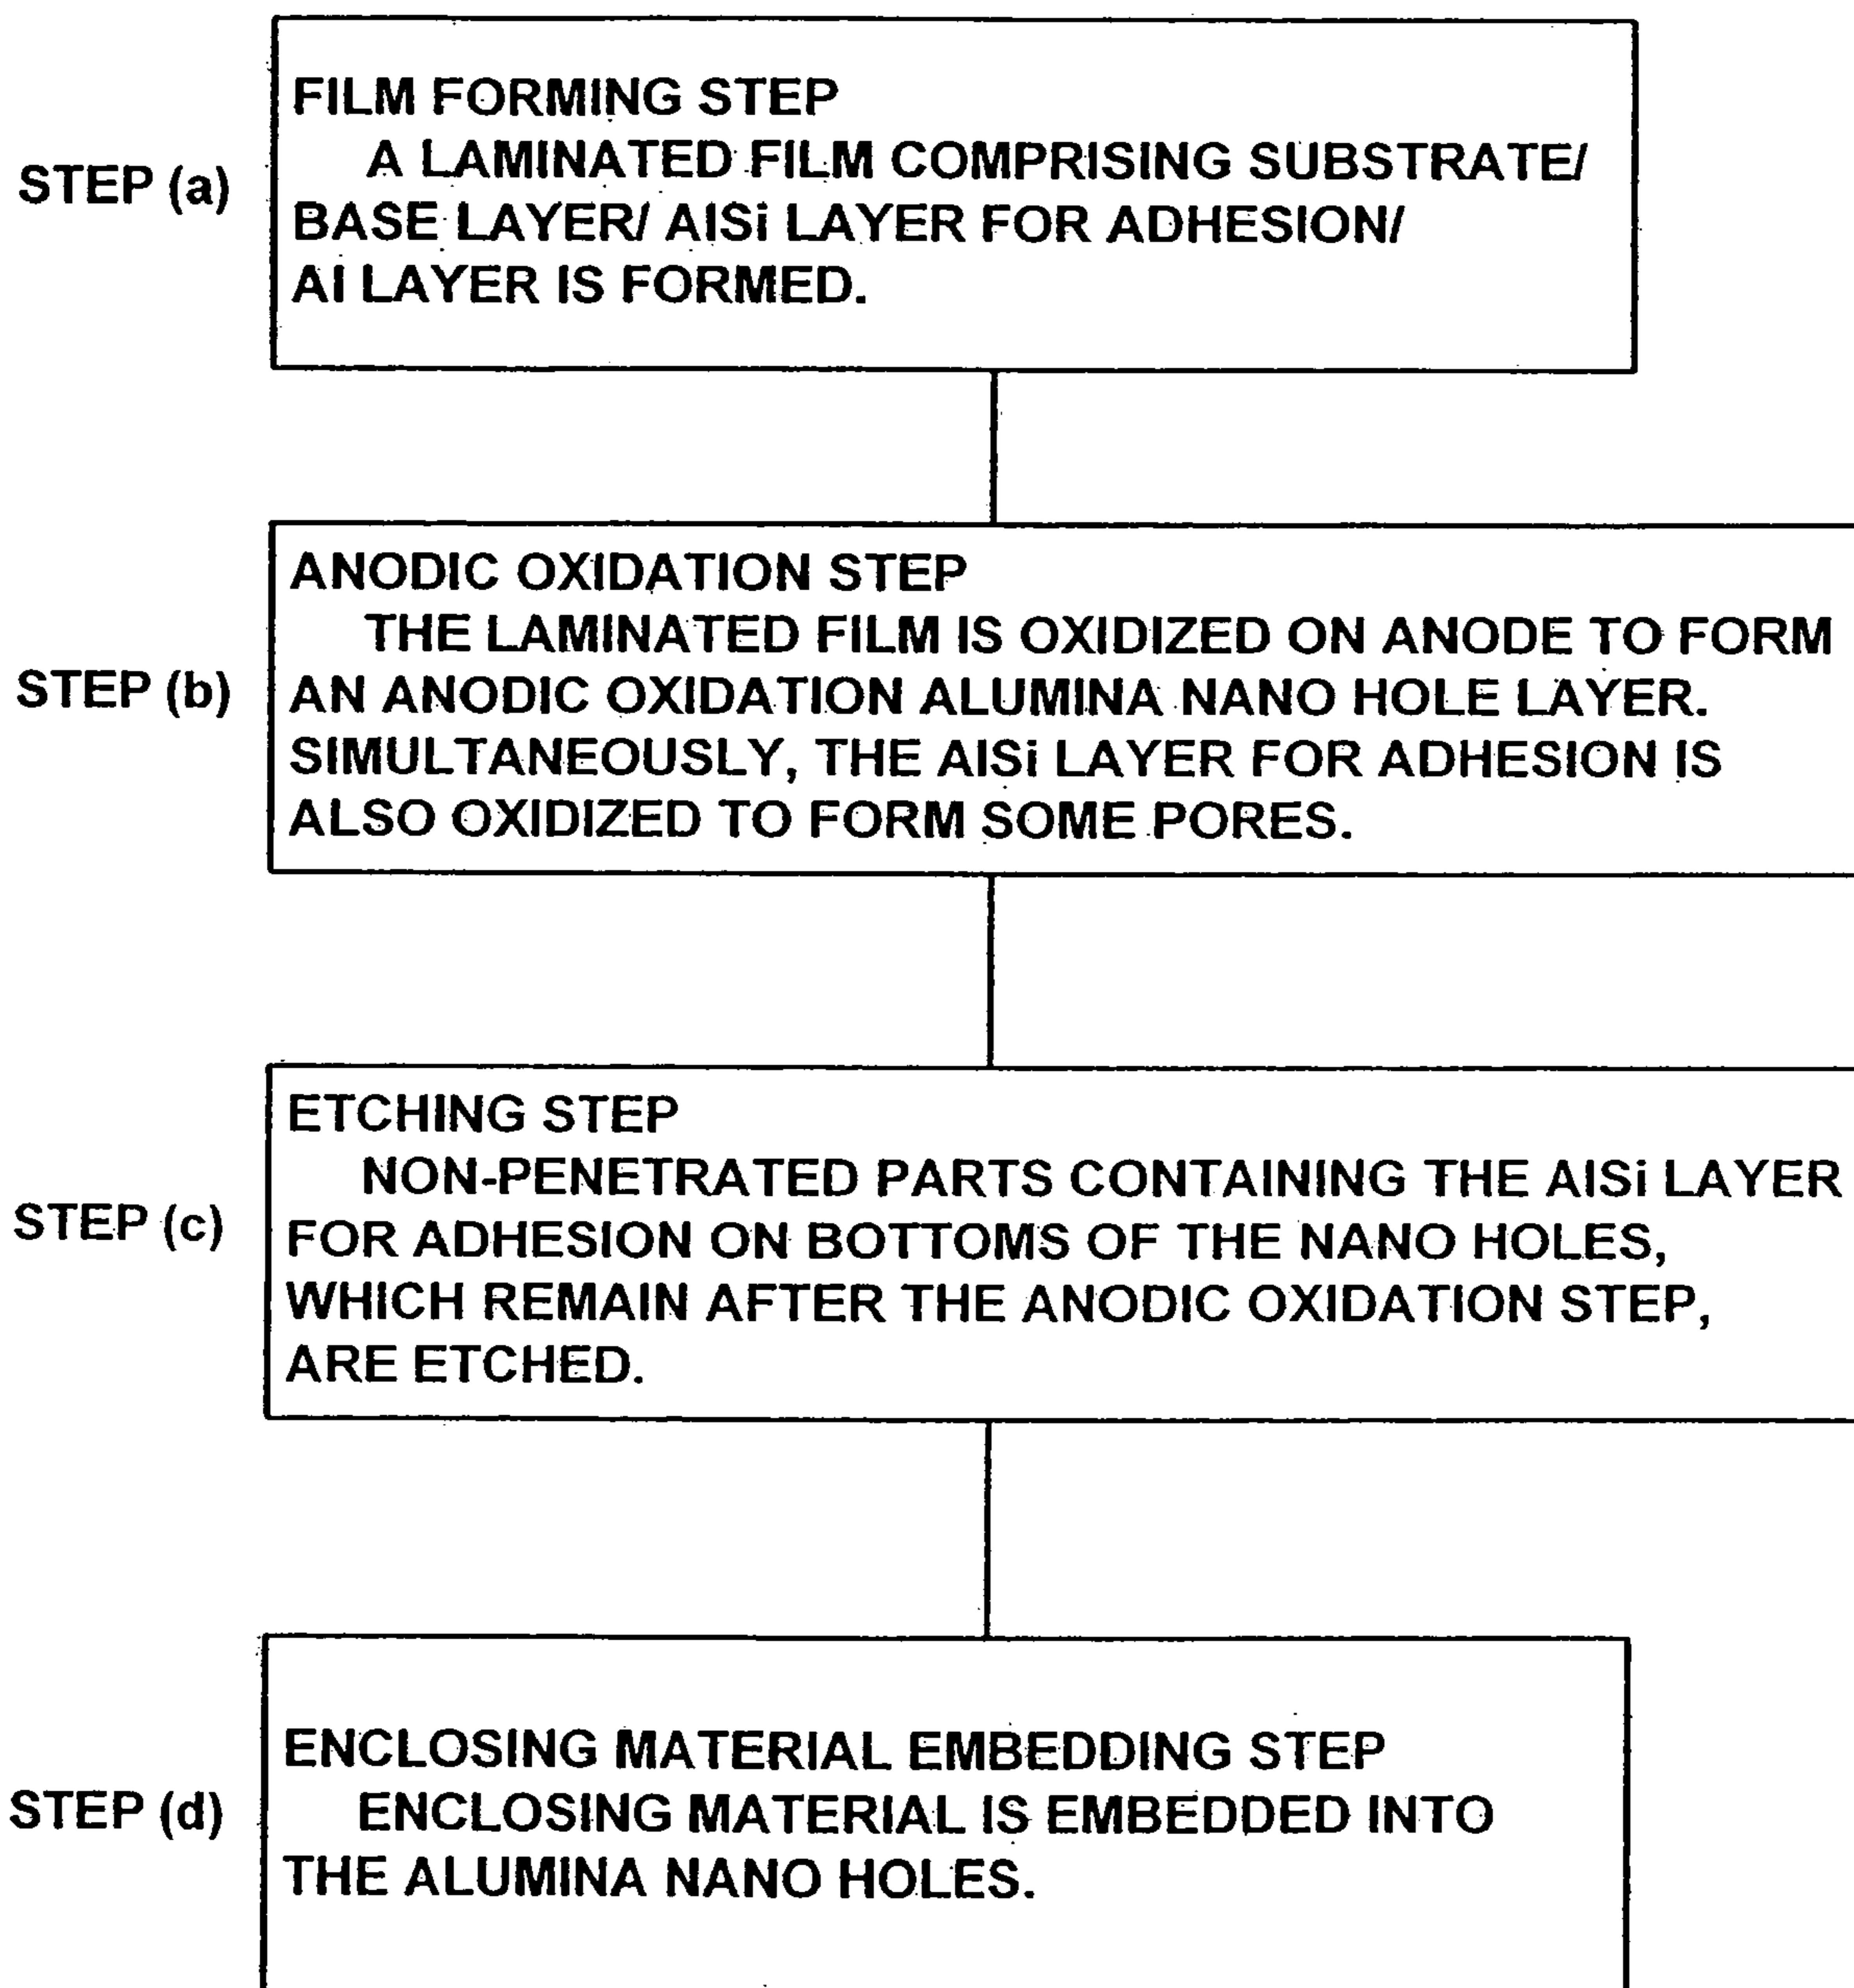 FILM FORMING STEP
STEP (a)
A LAMINATED FILM COMPRISING SUBSTRATE/
BASE LAYER/ AlSi LAYER FOR ADHESION/
Al LAYER IS FORMED.
ANODIC OXIDATION STEP
THE LAMINATED FILM IS OXIDIZED ON ANODE TO FORM
STEP (b)
AN ANODIC OXIDATION ALUMINA NANO HOLE LAYER.
SIMULTANEOUSLY, THE AlSi LAYER FOR ADHESION IS
ALSO OXIDIZED TO FORM SOME PORES.
ETCHING STEP
NON-PENETRATED PARTS CONTAINING THE AlSi LAYER
STEP (c)
FOR ADHESION ON BOTTOMS OF THE NANO HOLES,
WHICH REMAIN AFTER THE ANODIC OXIDATION STEP,
ARE ETCHED.
ENCLOSING MATERIAL EMBEDDING STEP
STEP (d)
ENCLOSING MATERIAL IS EMBEDDED INTO
THE ALUMINA NANO HOLES.